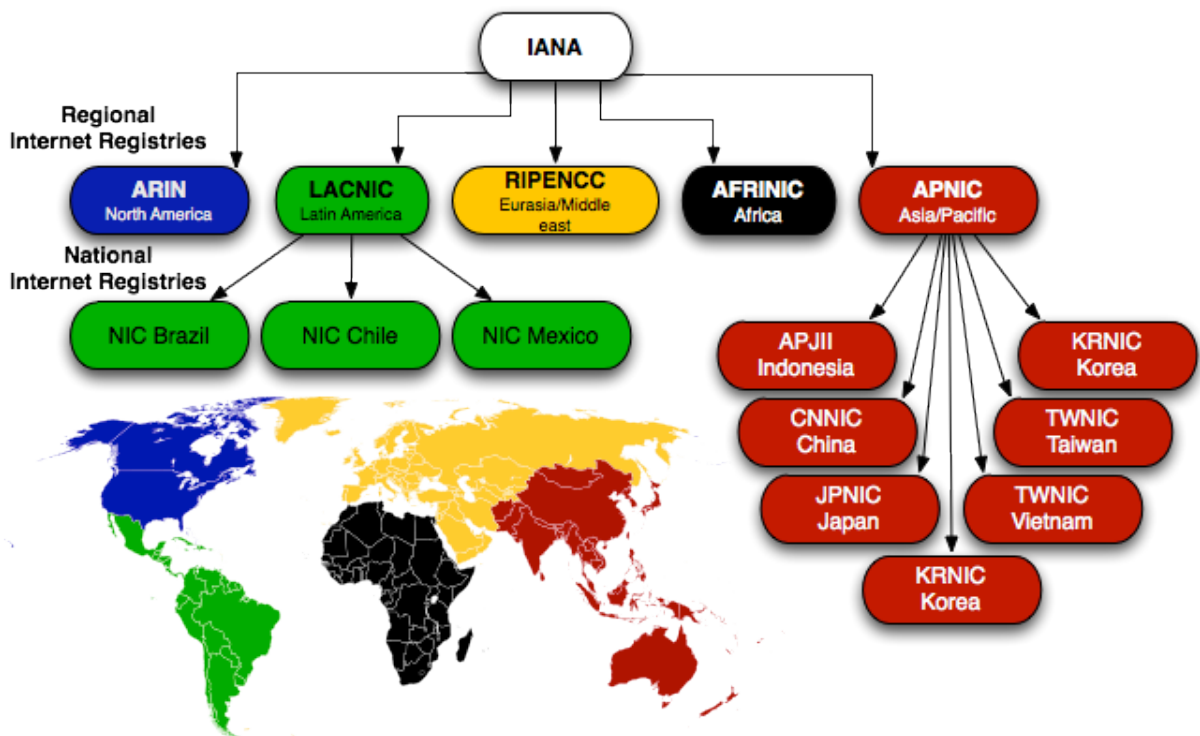 IANA
Regional
Internet Registries
ARIN
North America
LACNIC
Latin America
RIPENCC
Eurasia/Middle
east
AFRINIC
Africa
APNIC
Asia/Pacific
National
Internet Registries
NIC Brazil
NIC Chile
NIC Mexico
APJII
Indonesia
KRNIC
Korea
CNNIC
China
TWNIC
Taiwan
JPNIC
Japan
TWNIC
Vietnam
KRNIC
Korea